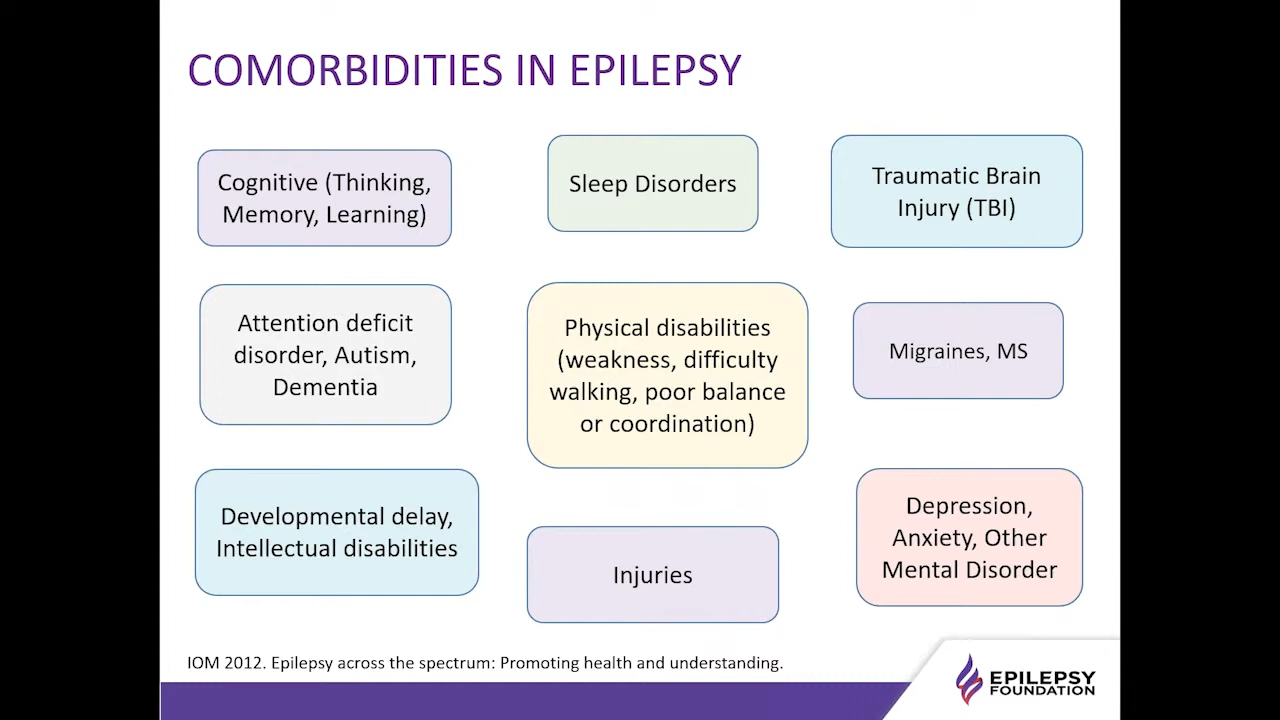 COMORBIDITIES IN EPILEPSY
Cognitive (Thinking,
Memory, Learning)
Sleep Disorders
Traumatic Brain
Injury (TBI)
Attention deficit
disorder, Autism,
Dementia
Physical disabilities
(weakness, difficulty
walking, poor balance
or coordination)
Migraines, MS
Developmental delay,
Intellectual disabilities
Injuries
Depression,
Anxiety, Other
Mental Disorder
IOM 2012. Epilepsy across the spectrum: Promoting health and understanding.
EPILEPSY
FOUNDATION